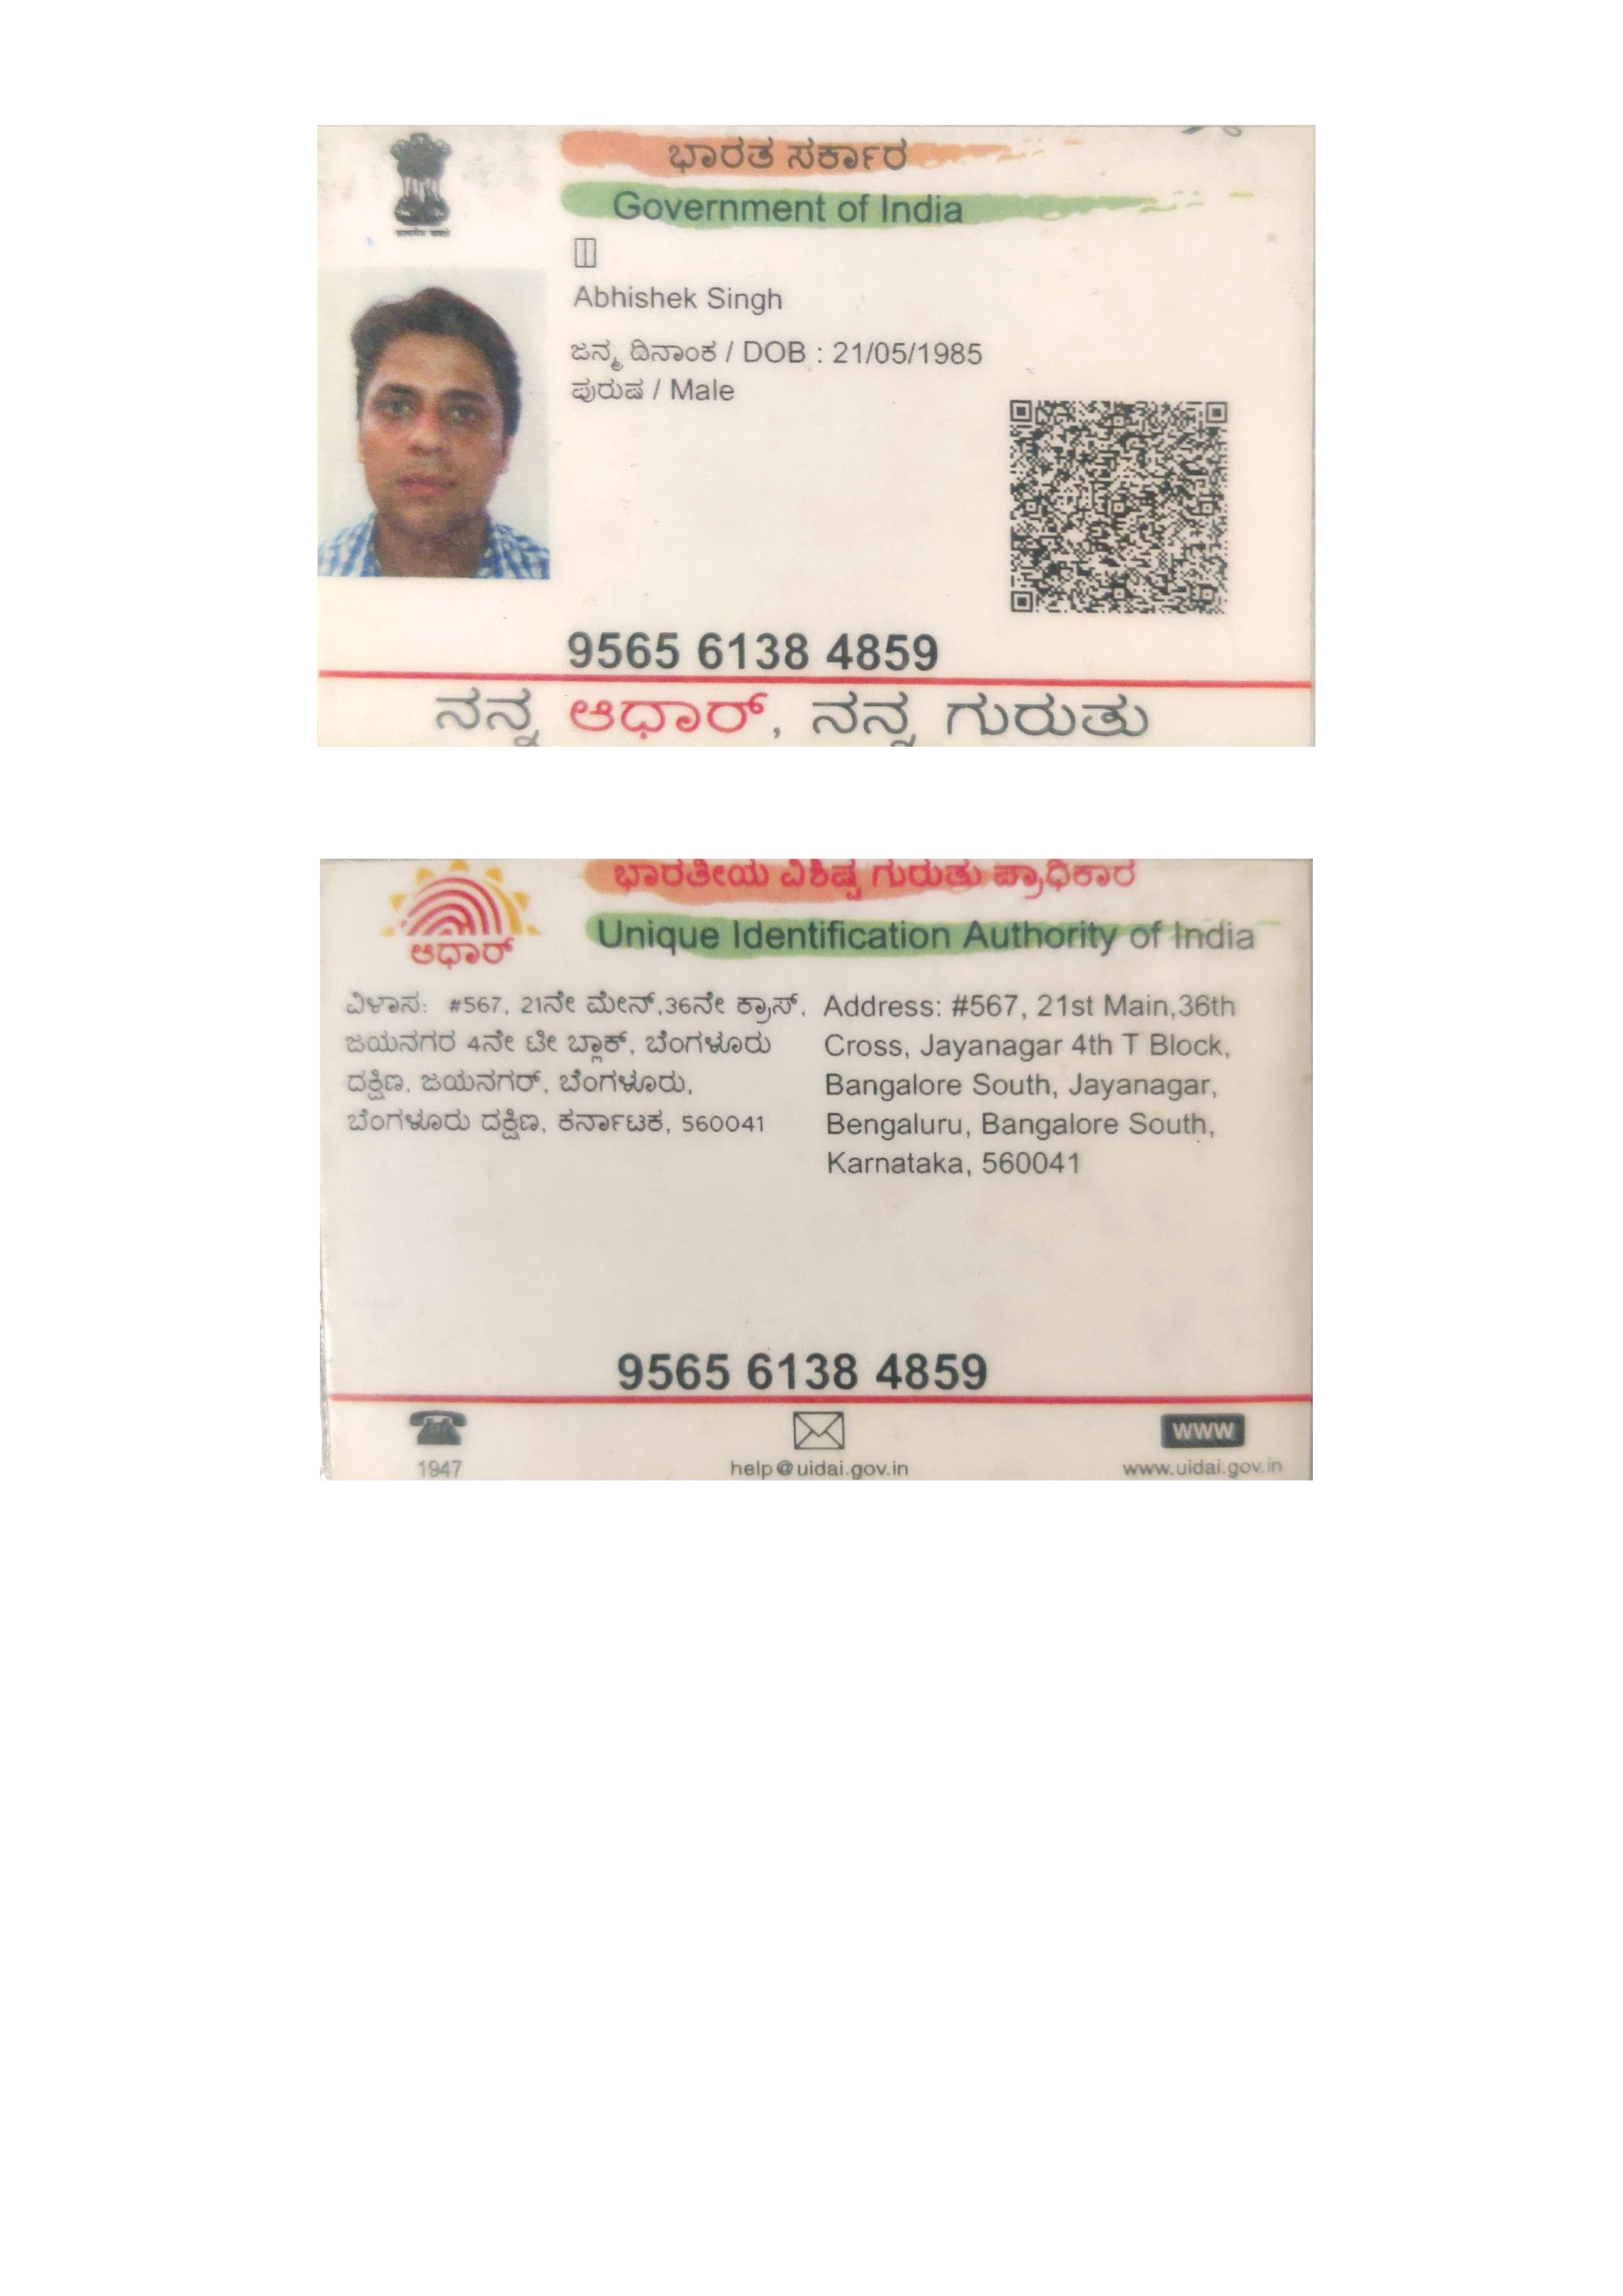 ಭಾರತ ಸರ್ಕಾರ
Government of India
Abhishek Singh
ಜನ್ಮ ದಿನಾಂಕ / DOB : 21/05/1985
ಪುರುಷ / Male
9565 6138 4859
ನನ್ನ ಆಧಾರ್, ನನ್ನ ಗುರುತು
ಭಾರತೀಯ ವಿಶಿಷ್ಟ ಗುರುತು ಪ್ರಾಧಿಕಾರ
Unique Identification Authority of India
ಆಧಾರ್
ವಿಳಾಸ: #567, 21ನೇ ಮೇನ್,36ನೇ ಕ್ರಾಸ್,
ಜಯನಗರ 4ನೇ ಟೀ ಬ್ಲಾಕ್, ಬೆಂಗಳೂರು
ದಕ್ಷಿಣ, ಜಯನಗರ್, ಬೆಂಗಳೂರು,
ಬೆಂಗಳೂರು ದಕ್ಷಿಣ, ಕರ್ನಾಟಕ, 560041
Address: #567, 21st Main,36th
Cross, Jayanagar 4th T Block,
Bangalore South, Jayanagar,
Bengaluru, Bangalore South,
Karnataka, 560041
9565 6138 4859
1947
help@uidai.gov.in
www
www.uidai.gov.in